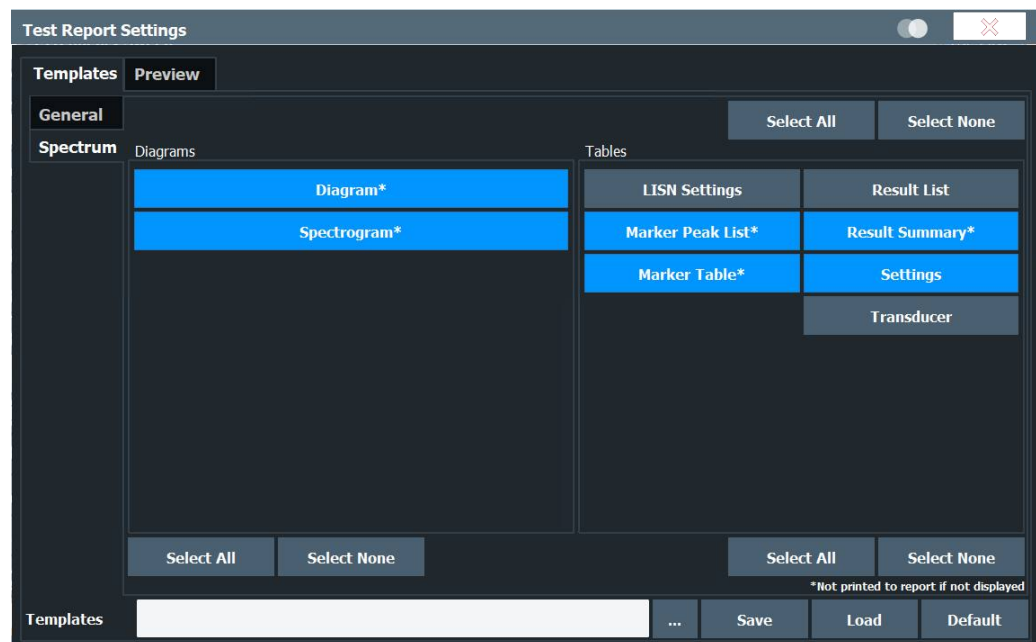 Test Report Settings
Templates Preview
General
Select All Select None
Spectrum
Diagrams Tables
Diagram* LISN Settings Result List
Spectrogram* Marker Peak List* Result Summary*
Marker Table* Settings
Transducer
Select All Select None Select All Select None
*Not printed to report if not displayed
Templates ... Save Load Default